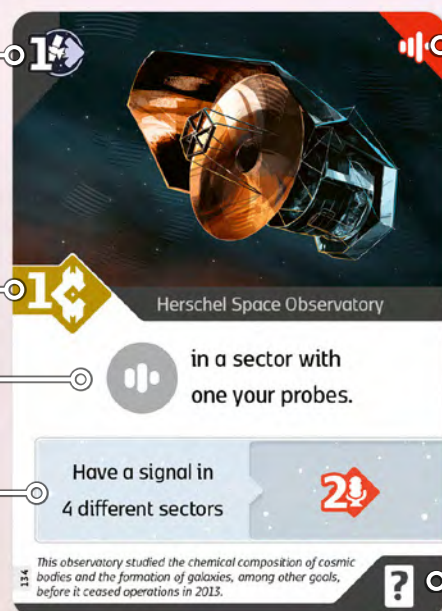 1
1
Herschel Space Observatory
in a sector with
one your probes.
Have a signal in
4 different sectors
2
134
This observatory studied the chemical composition of cosmic
bodies and the formation of galaxies, among other goals,
before it ceased operations in 2013.
?